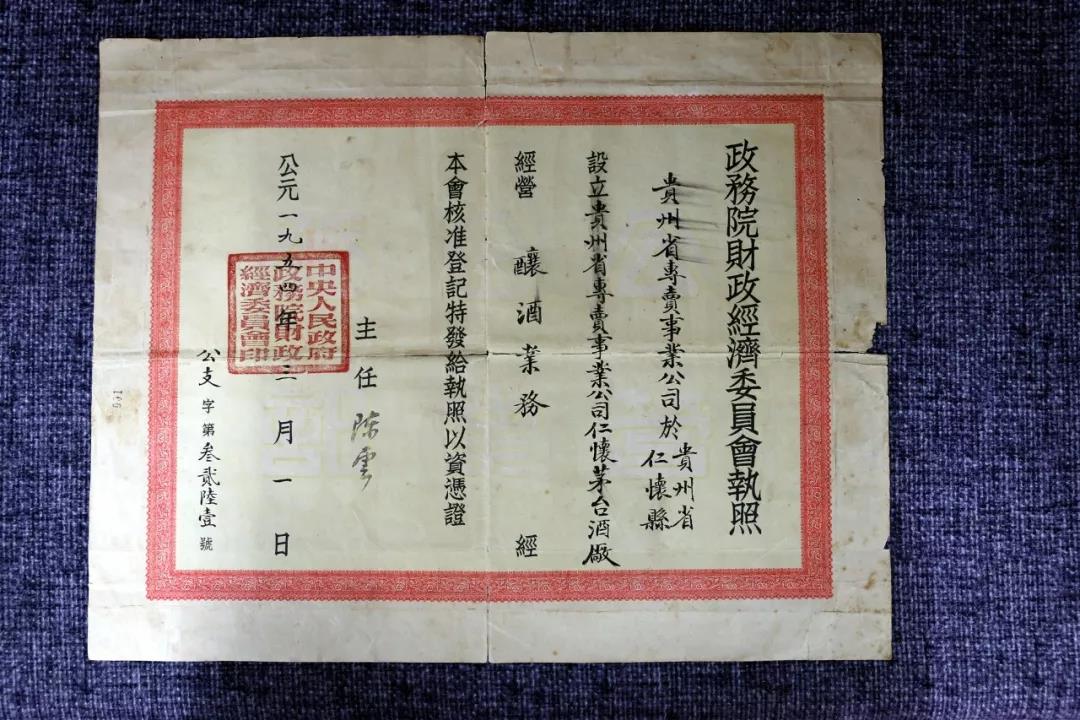 政務院財政經濟委員會執照
貴州省專賣事業公司於貴州省
仁懷縣
設立貴州省專賣事業公司仁懷茅台酒廠
經營 釀酒業務 經
本會核准登記特發給執照以資憑證
主任 陈雲
公元一九五四年三月一日
中央人民政府
政務院財政
經濟委員會印
公支字第叁貳陸壹號